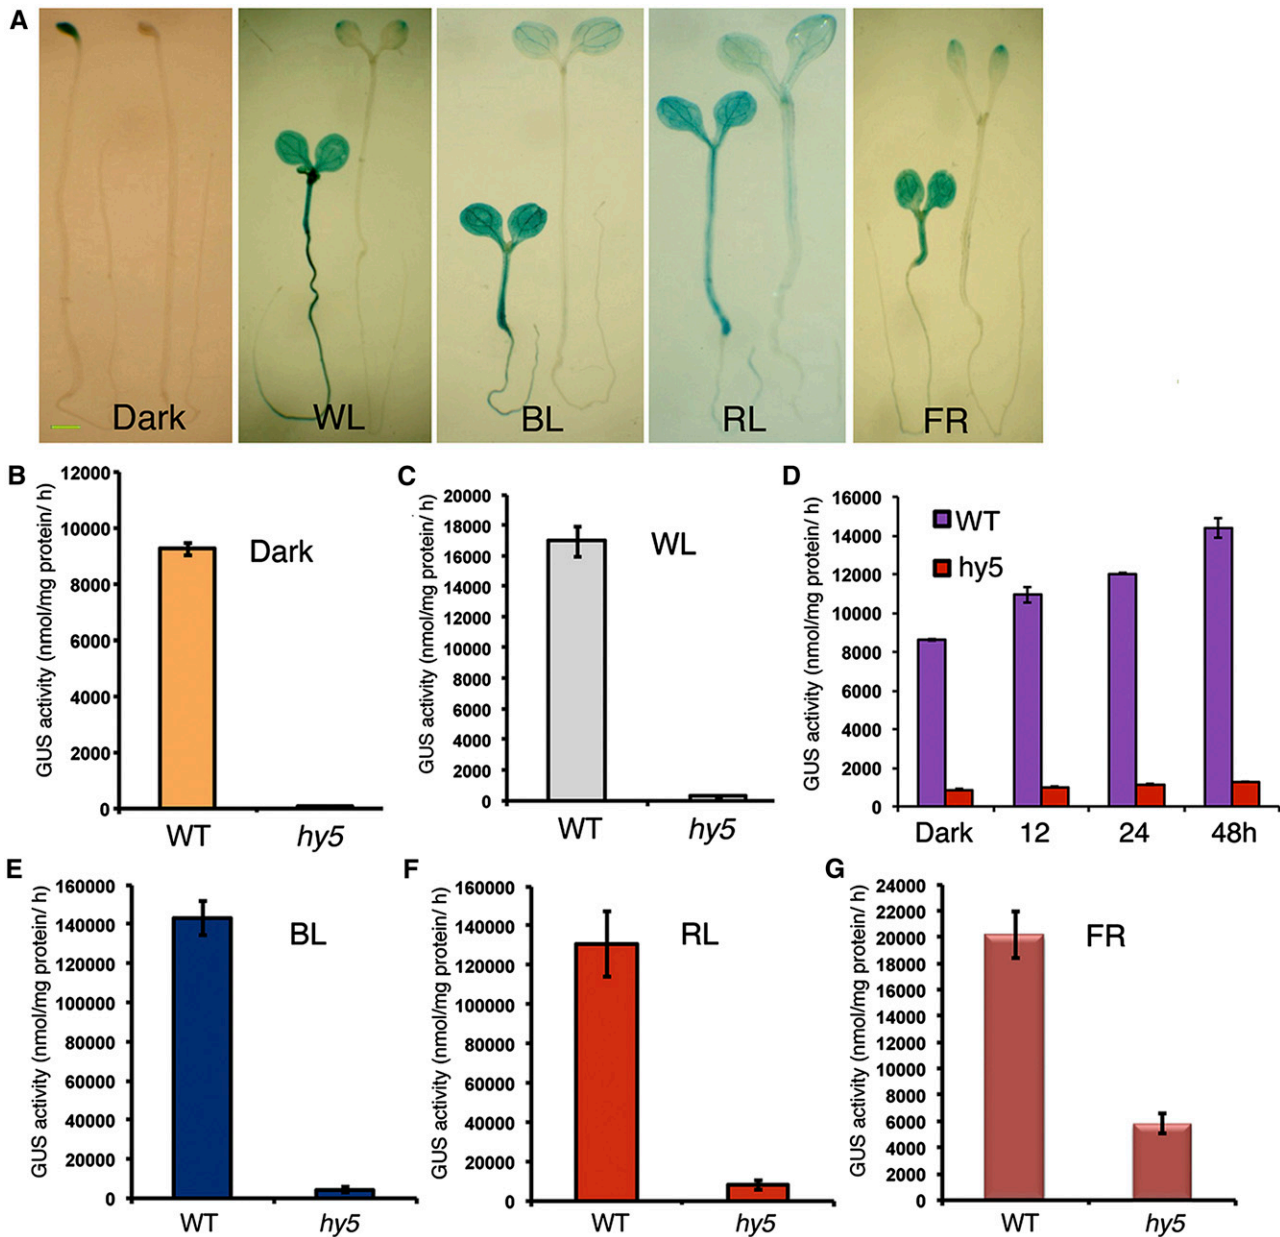 A
Dark
WL
BL
RL
FR
B
GUS activity (nmol/mg protein/ h)
12000
10000
8000
6000
4000
2000
0
Dark
WT
hy5
C
GUS activity (nmol/mg protein/ h)
20000
18000
16000
14000
12000
10000
8000
6000
4000
2000
0
WL
WT
hy5
D
GUS activity (nmol/mg protein/ h)
16000
14000
12000
10000
8000
6000
4000
2000
0
WT
hy5
Dark
12
24
48h
E
GUS activity (nmol/mg protein/ h)
160000
140000
120000
100000
80000
60000
40000
20000
0
BL
WT
hy5
F
GUS activity (nmol/mg protein/ h)
160000
140000
120000
100000
80000
60000
40000
20000
0
RL
WT
hy5
G
GUS activity (nmol/mg protein/ h)
24000
22000
20000
18000
16000
14000
12000
10000
8000
6000
4000
2000
0
FR
WT
hy5